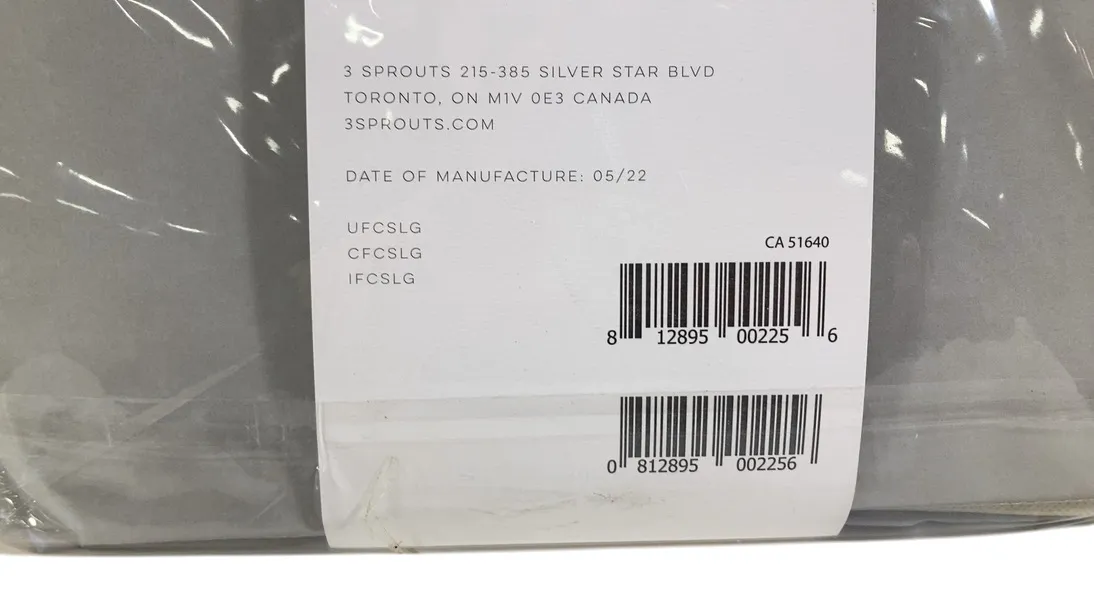 3 SPROUTS 215-385 SILVER STAR BLVD
TORONTO, ON M1V 0E3 CANADA
3SPROUTS.COM
DATE OF MANUFACTURE: 05/22
UFCSLG
CFCSLG
IFCSLG
CA 51640
8 12895 00225 6
0 812895 002256